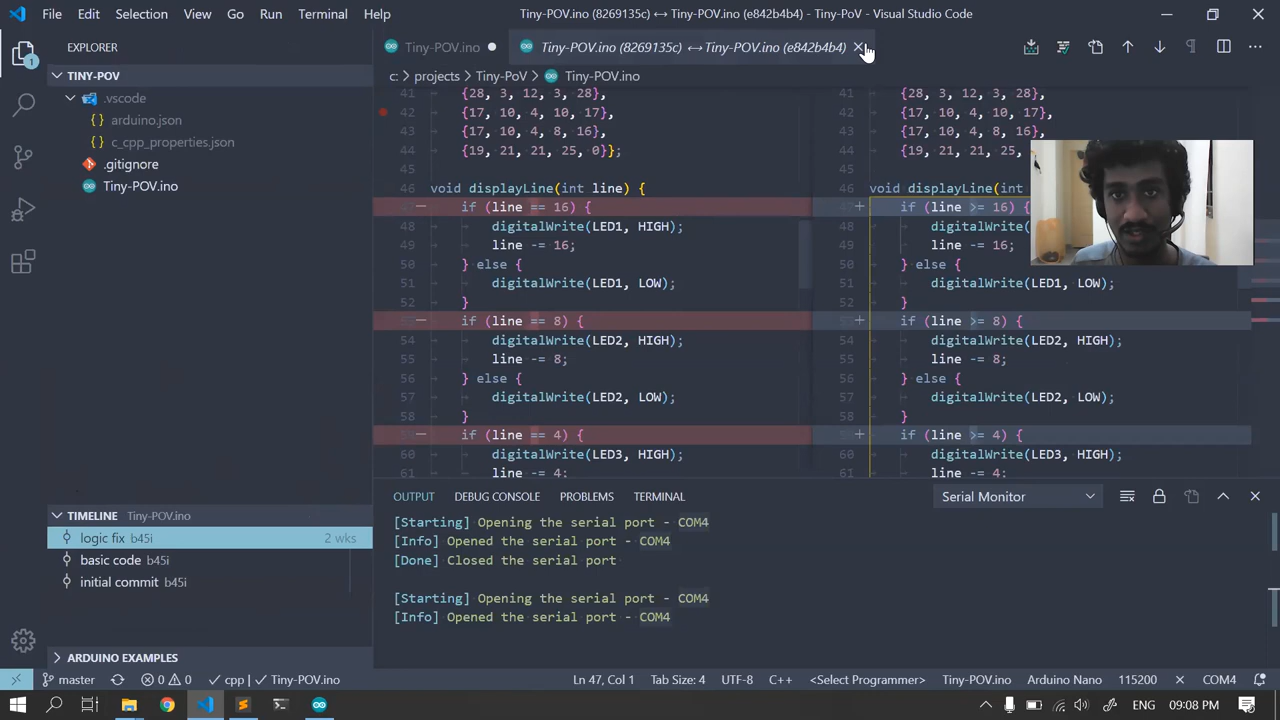 File Edit Selection View Go Run Terminal Help
Tiny-POV.ino (8269135c) ↔ Tiny-POV.ino (e842b4b4) - Tiny-PoV - Visual Studio Code
EXPLORER
Tiny-POV.ino
Tiny-POV.ino (8269135c) ↔ Tiny-POV.ino (e842b4b4)
TINY-POV
c: > projects > Tiny-PoV > Tiny-POV.ino
.vscode
{} arduino.json
{} c_cpp_properties.json
.gitignore
Tiny-POV.ino
41 {28, 3, 12, 3, 28},
42 {17, 10, 4, 10, 17},
43 {17, 10, 4, 8, 16},
44 {19, 21, 21, 25, 0}};
45
46 void displayLine(int line) {
if (line == 16) {
48 digitalWrite(LED1, HIGH);
49 line -= 16;
50 } else {
51 digitalWrite(LED1, LOW);
52 }
if (line == 8) {
54 digitalWrite(LED2, HIGH);
55 line -= 8;
56 } else {
57 digitalWrite(LED2, LOW);
58 }
if (line == 4) {
60 digitalWrite(LED3, HIGH);
61 line -= 4;
41 {28, 3, 12, 3, 28},
42 {17, 10, 4, 10, 17},
43 {17, 10, 4, 8, 16},
44 {19, 21, 21, 25,
45
46 void displayLine(int
if (line >= 16) {
48 digitalWrite(
49 line -= 16;
50 } else {
51 digitalWrite(LED1, LOW);
52 }
if (line >= 8) {
54 digitalWrite(LED2, HIGH);
55 line -= 8;
56 } else {
57 digitalWrite(LED2, LOW);
58 }
if (line >= 4) {
60 digitalWrite(LED3, HIGH);
61 line -= 4;
TIMELINE Tiny-POV.ino
logic fix b45i 2 wks
basic code b45i
initial commit b45i
ARDUINO EXAMPLES
OUTPUT DEBUG CONSOLE PROBLEMS TERMINAL
Serial Monitor
[Starting] Opening the serial port - COM4
[Info] Opened the serial port - COM4
[Done] Closed the serial port
[Starting] Opening the serial port - COM4
[Info] Opened the serial port - COM4
master 0 0 cpp | Tiny-POV.ino
Ln 47, Col 1 Tab Size: 4 UTF-8 C++ <Select Programmer> Tiny-POV.ino Arduino Nano 115200 COM4
ENG 09:08 PM